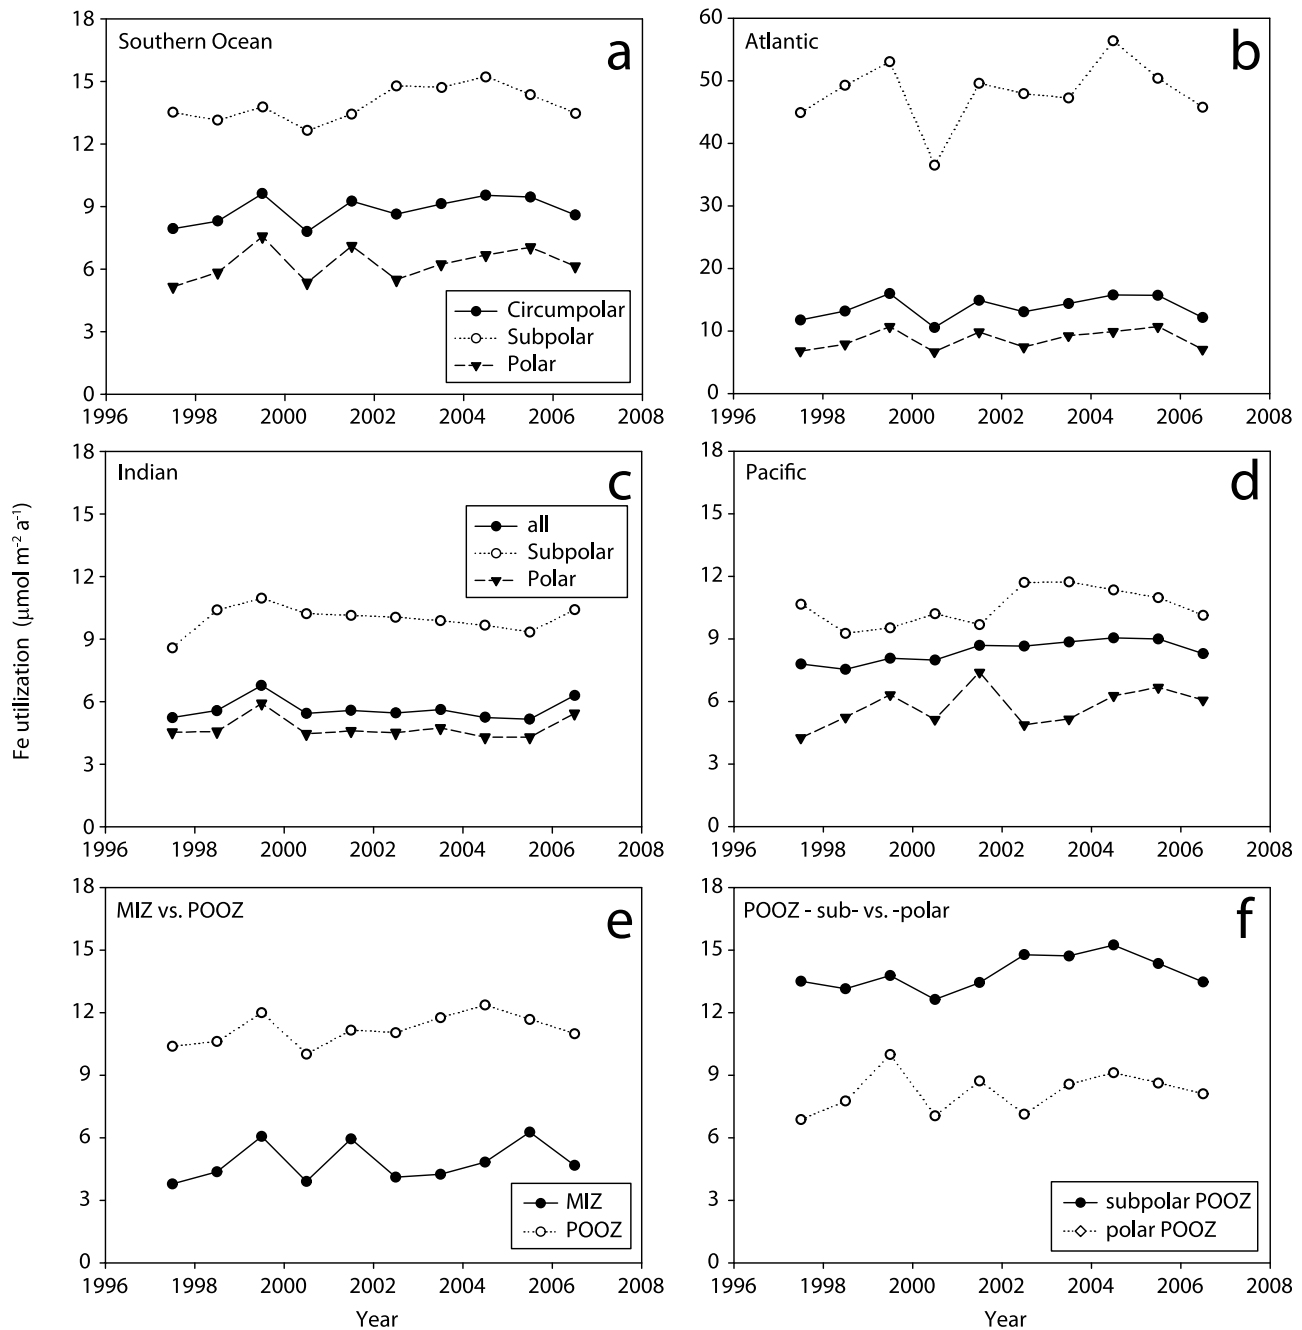 18
15
12
9
6
3
0
Southern Ocean
a
Circumpolar
Subpolar
Polar
1996 1998 2000 2002 2004 2006 2008
60
50
40
30
20
10
0
Atlantic
b
1996 1998 2000 2002 2004 2006 2008
Fe utilization (μmol m⁻² a⁻¹)
18
15
12
9
6
3
0
Indian
c
all
Subpolar
Polar
1996 1998 2000 2002 2004 2006 2008
18
15
12
9
6
3
0
Pacific
d
1996 1998 2000 2002 2004 2006 2008
18
15
12
9
6
3
0
MIZ vs. POOZ
e
MIZ
POOZ
1996 1998 2000 2002 2004 2006 2008
Year
18
15
12
9
6
3
0
POOZ - sub- vs. -polar
f
subpolar POOZ
polar POOZ
1996 1998 2000 2002 2004 2006 2008
Year